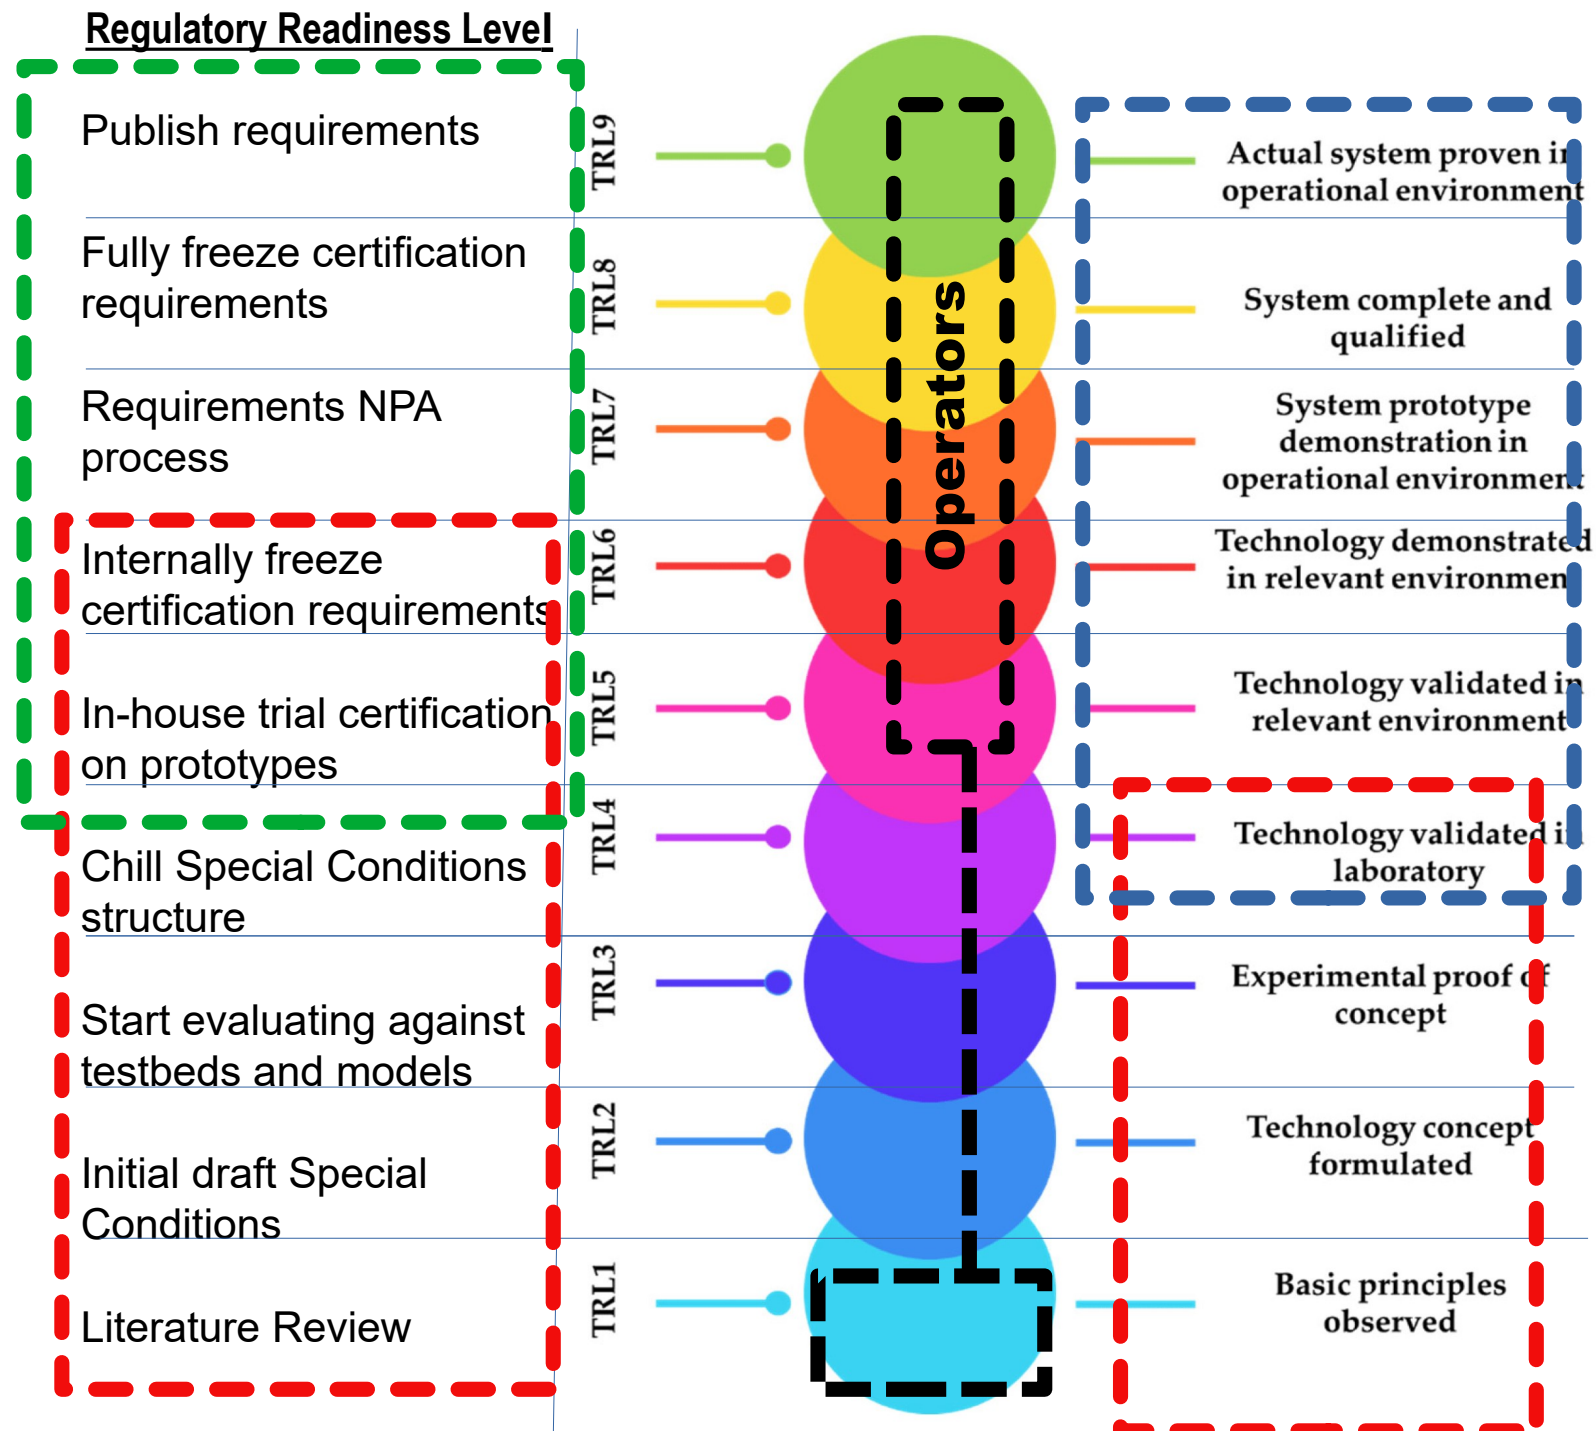 Regulatory Readiness Level
Publish requirements
TRL9
Actual system proven in
operational environment
Fully freeze certification
requirements
TRL8
System complete and
qualified
Requirements NPA
process
TRL7
System prototype
demonstration in
operational environment
Operators
Internally freeze
certification requirements
TRL6
Technology demonstrated
in relevant environmen
In-house trial certification
on prototypes
TRL5
Technology validated in
relevant environment
Chill Special Conditions
structure
TRL4
Technology validated in
laboratory
Start evaluating against
testbeds and models
TRL3
Experimental proof of
concept
Initial draft Special
Conditions
TRL2
Technology concept
formulated
Literature Review
TRL1
Basic principles
observed